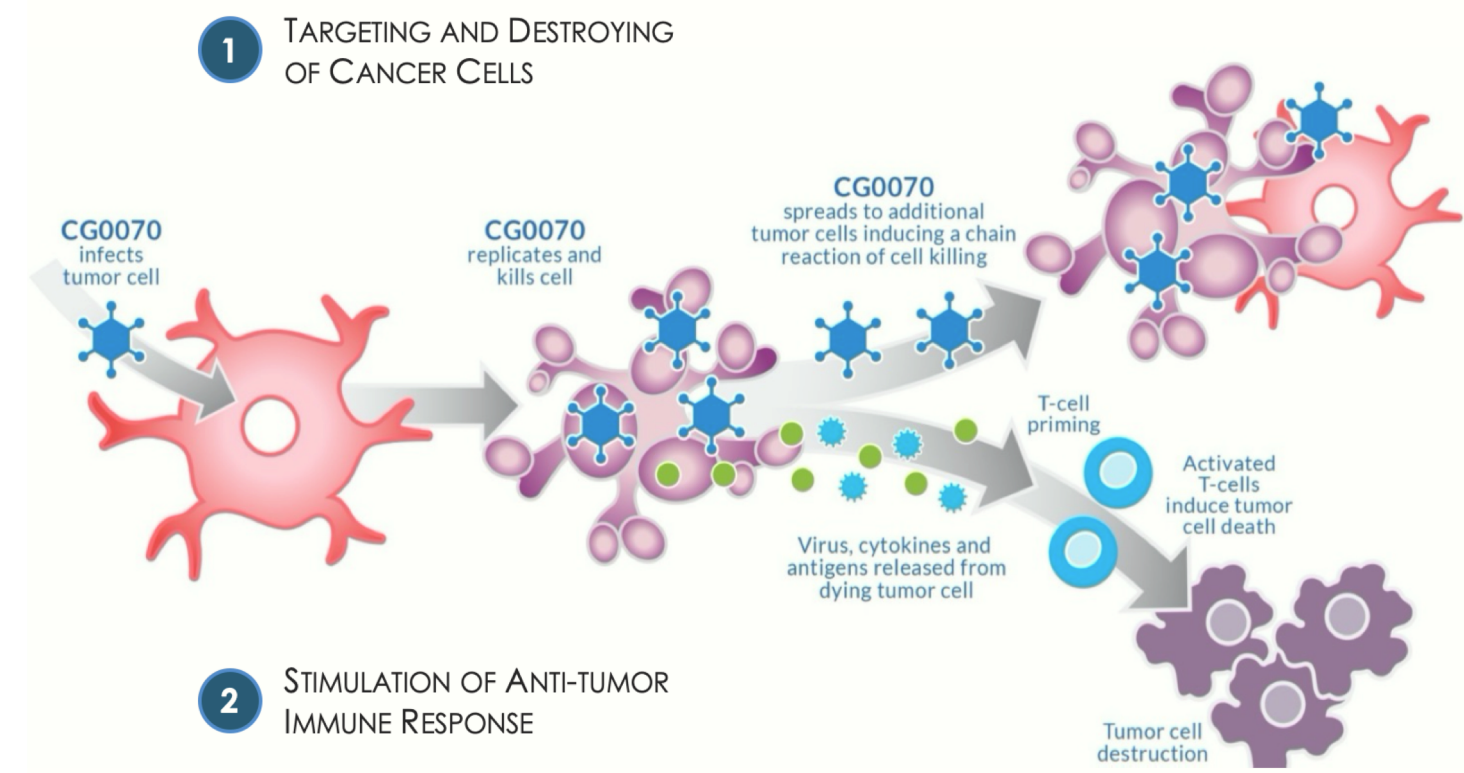 1
TARGETING AND DESTROYING
OF CANCER CELLS
CG0070
infects
tumor cell
CG0070
replicates and
kills cell
CG0070
spreads to additional
tumor cells inducing a chain
reaction of cell killing
T-cell
priming
Activated
T-cells
induce tumor
cell death
Virus, cytokines and
antigens released from
dying tumor cell
2
STIMULATION OF ANTI-TUMOR
IMMUNE RESPONSE
Tumor cell
destruction